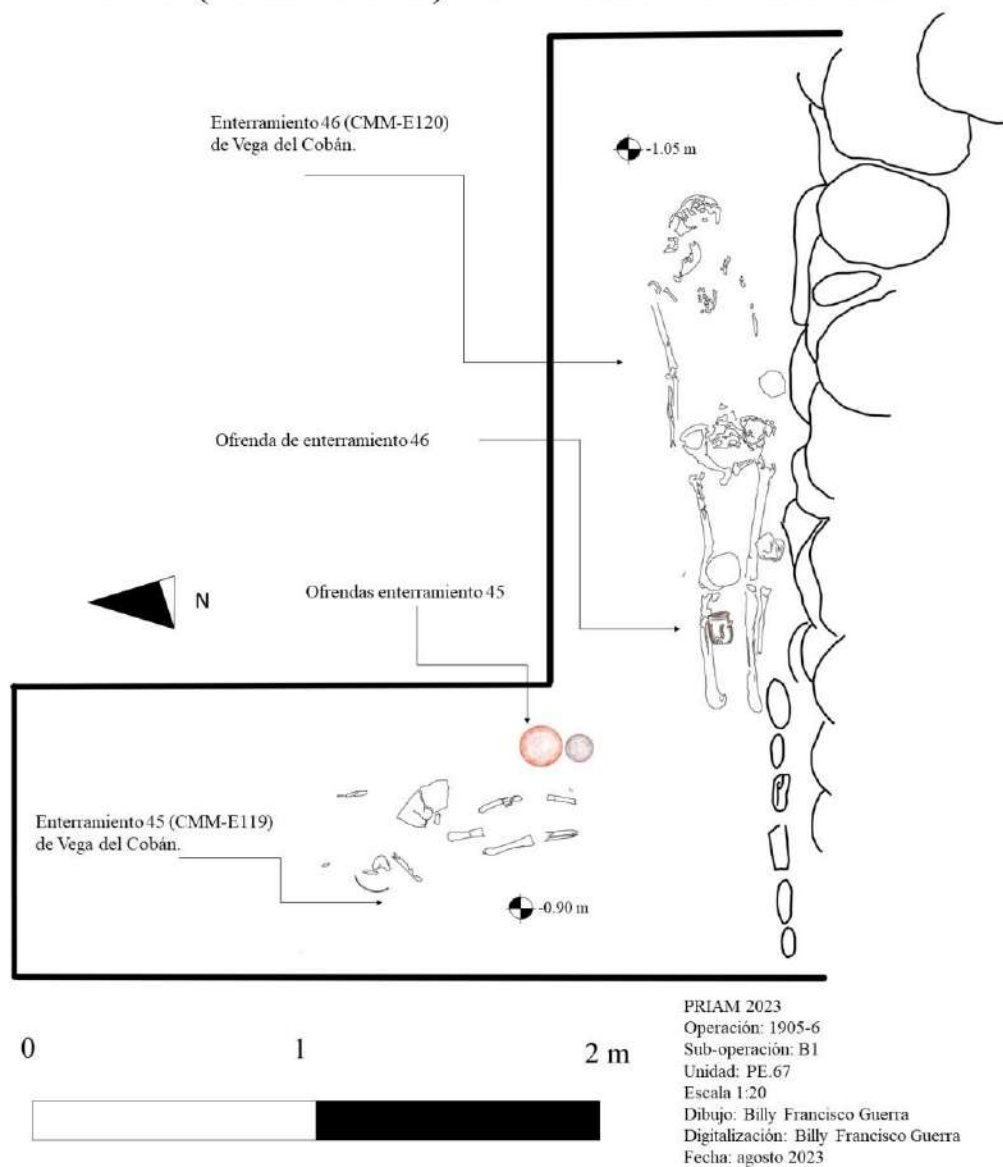 Enterramiento 46 (CMM-E120)
de Vega del Cobán.
-1.05 m
Ofrenda de enterramiento 46
N
Ofrendas enterramiento 45
Enterramiento 45 (CMM-E119)
de Vega del Cobán.
-0.90 m
0 1 2 m
PRIAM 2023
Operación: 1905-6
Sub-operación: B1
Unidad: PE.67
Escala 1:20
Dibujo: Billy Francisco Guerra
Digitalización: Billy Francisco Guerra
Fecha: agosto 2023